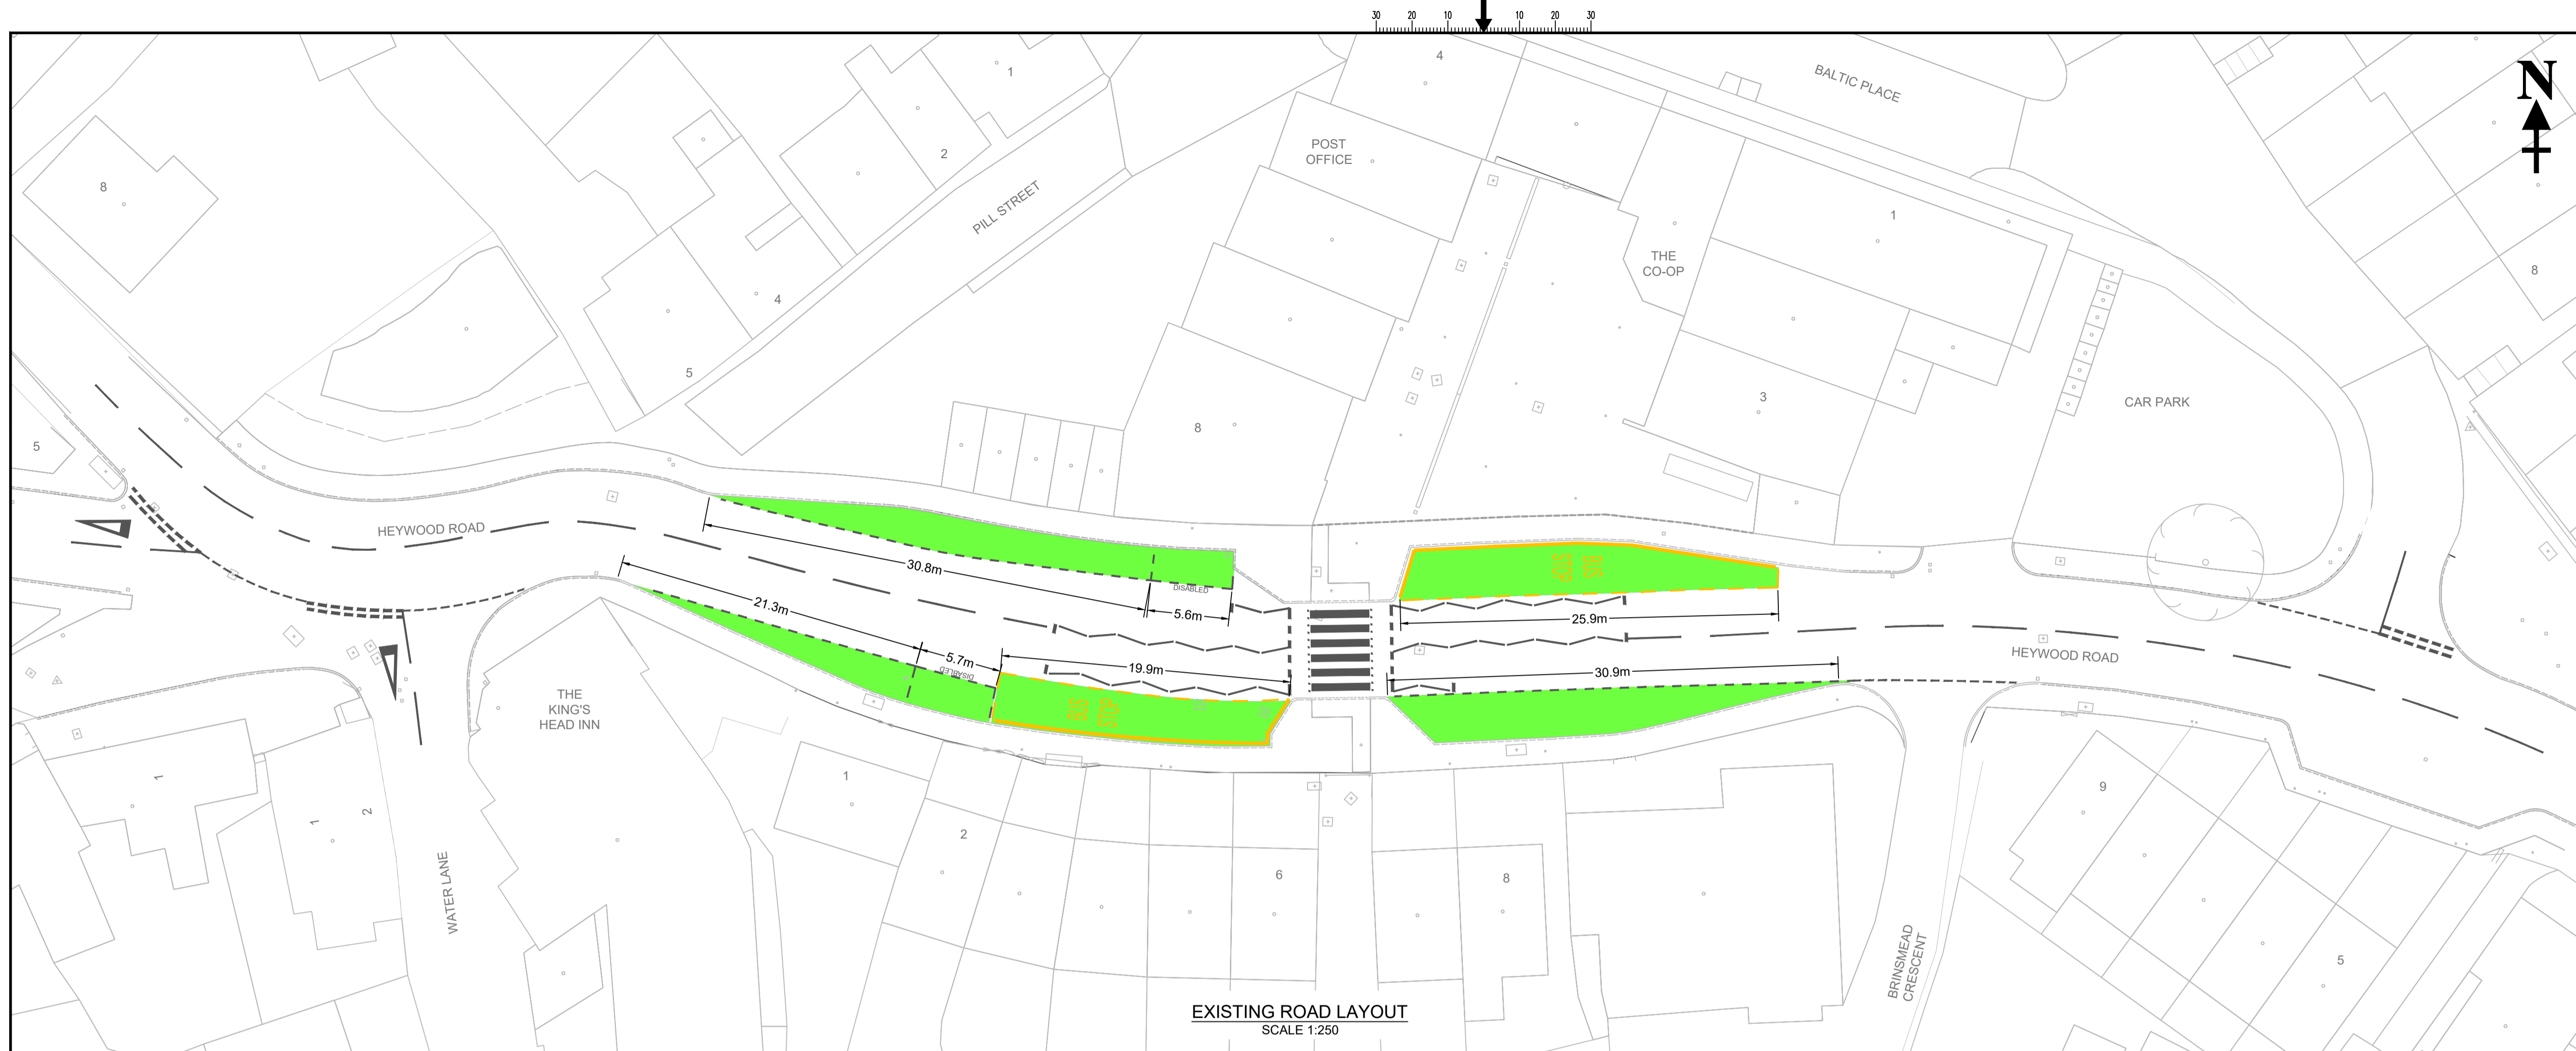 30 20 10 10 20 30
N
4
BALTIC PLACE
1
2
POST
OFFICE
8
PILL STREET
1
THE
CO-OP
8
4
5
3
CAR PARK
8
5
HEYWOOD ROAD
BUS
STOP
30.8m
DISABLED
5.6m
25.9m
21.3m
5.7m
DISABLED
19.9m
30.9m
HEYWOOD ROAD
BUS
STOP
THE
KING'S
HEAD INN
1
1
2
1
2
6
8
9
5
WATER LANE
BRINSMEAD
CRESCENT
EXISTING ROAD LAYOUT
SCALE 1:250